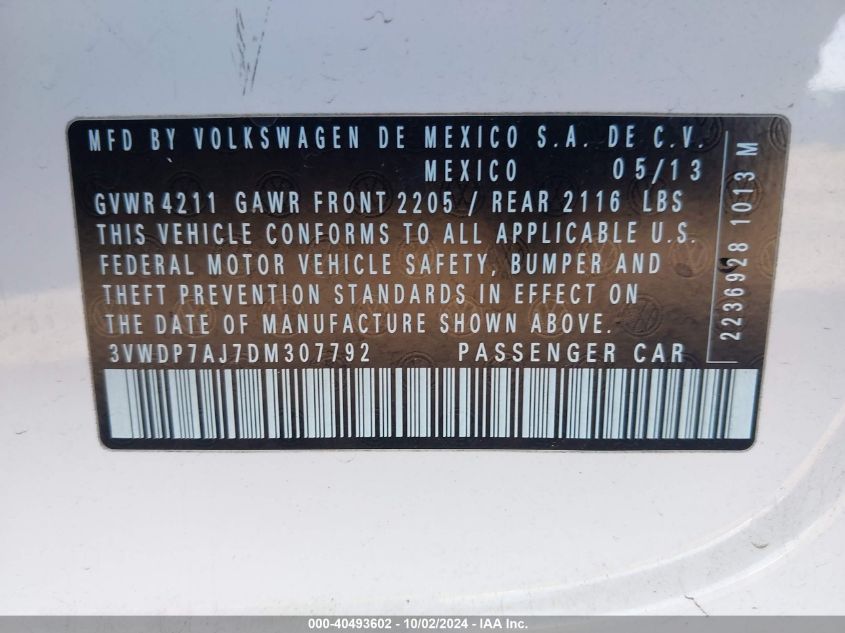 MFD BY VOLKSWAGEN DE MEXICO S.A. DE C.V.
MEXICO 05/13
GVWR 4211 GAWR FRONT 2205 / REAR 2116 LBS
THIS VEHICLE CONFORMS TO ALL APPLICABLE U.S.
FEDERAL MOTOR VEHICLE SAFETY, BUMPER AND
THEFT PREVENTION STANDARDS IN EFFECT ON
THE DATE OF MANUFACTURE SHOWN ABOVE.
3VWDP7AJ7DM307792 PASSENGER CAR
2236928 1013 M
000-40493602 - 10/02/2024 - IAA, Inc.